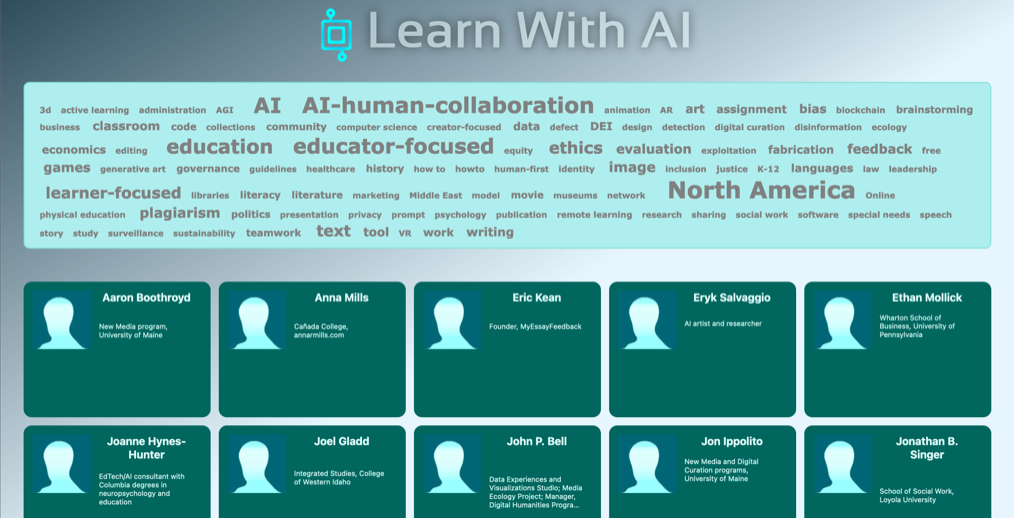 Learn With AI
3d active learning administration AGI AI AI-human-collaboration animation AR art assignment bias blockchain brainstorming
business classroom code collections community computer science creator-focused data defect DEI design detection digital curation disinformation ecology
economics editing education educator-focused equity ethics evaluation exploitation fabrication feedback free
games generative art governance guidelines healthcare history how to howto human-first identity image inclusion justice K-12 languages law leadership
learner-focused libraries literacy literature marketing Middle East model movie museums network North America Online
physical education plagiarism politics presentation privacy prompt psychology publication remote learning research sharing social work software special needs speech
story study surveillance sustainability teamwork text tool VR work writing
Aaron Boothroyd
New Media program,
University of Maine
Anna Mills
Cañada College,
annarmills.com
Eric Kean
Founder, MyEssayFeedback
Eryk Salvaggio
AI artist and researcher
Ethan Mollick
Wharton School of
Business, University of
Pennsylvania
Joanne Hynes-
Hunter
EdTech/AI consultant with
Columbia degrees in
neuropsychology and
education
Joel Gladd
Integrated Studies, College
of Western Idaho
John P. Bell
Data Experiences and
Visualizations Studio; Media
Ecology Project; Manager,
Digital Humanities Progra...
Jon Ippolito
New Media and Digital
Curation programs,
University of Maine
Jonathan B.
Singer
School of Social Work,
Loyola University